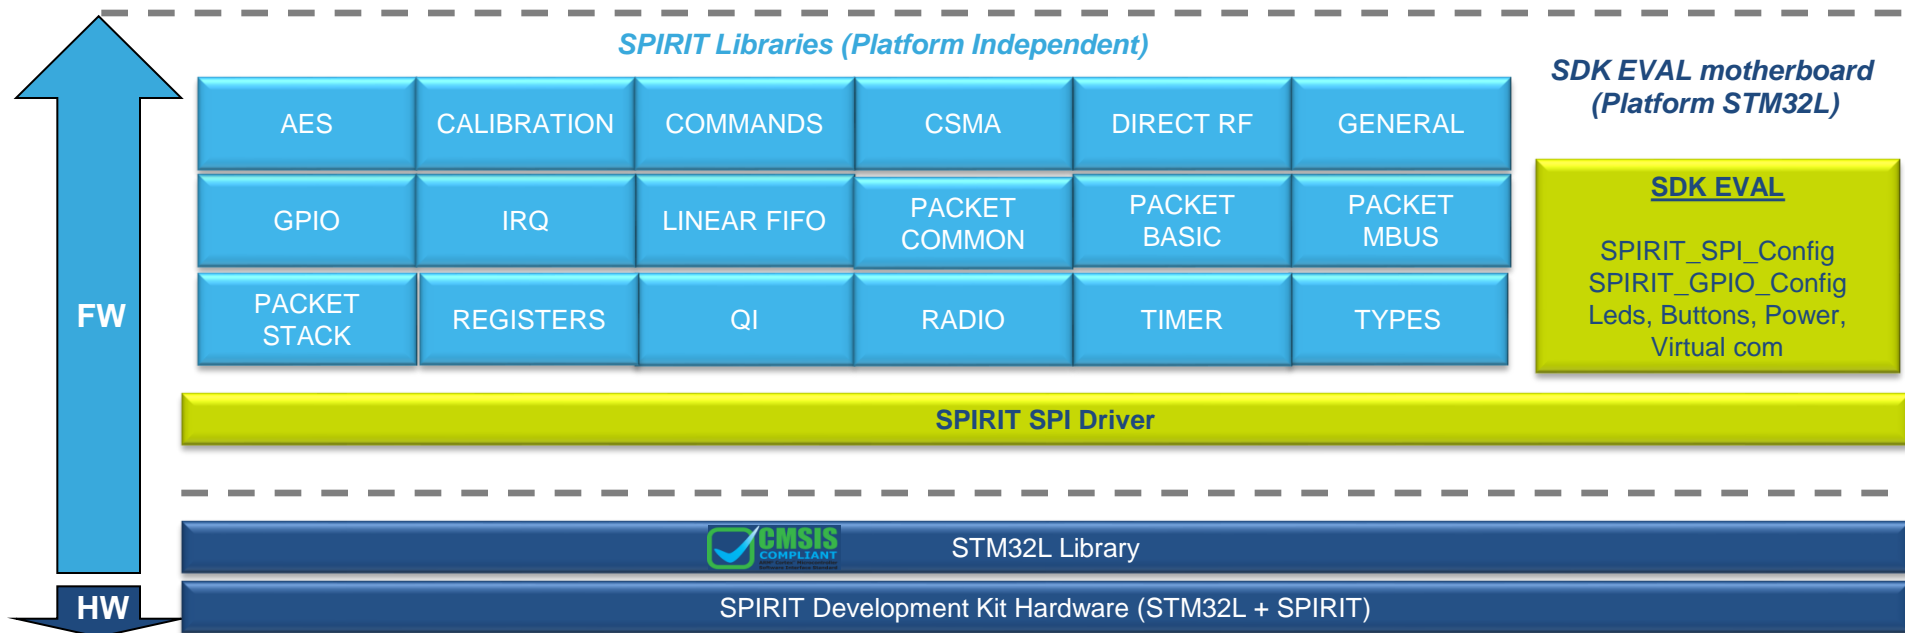 SPIRIT Libraries (Platform Independent)
SDK EVAL motherboard
(Platform STM32L)
AES
CALIBRATION
COMMANDS
CSMA
DIRECT RF
GENERAL
GPIO
IRQ
LINEAR FIFO
PACKET
COMMON
PACKET
BASIC
PACKET
MBUS
PACKET
STACK
REGISTERS
QI
RADIO
TIMER
TYPES
SDK EVAL
SPIRIT_SPI_Config
SPIRIT_GPIO_Config
Leds, Buttons, Power,
Virtual com
FW
SPIRIT SPI Driver
CMSIS
COMPLIANT
STM32L Library
HW
SPIRIT Development Kit Hardware (STM32L + SPIRIT)